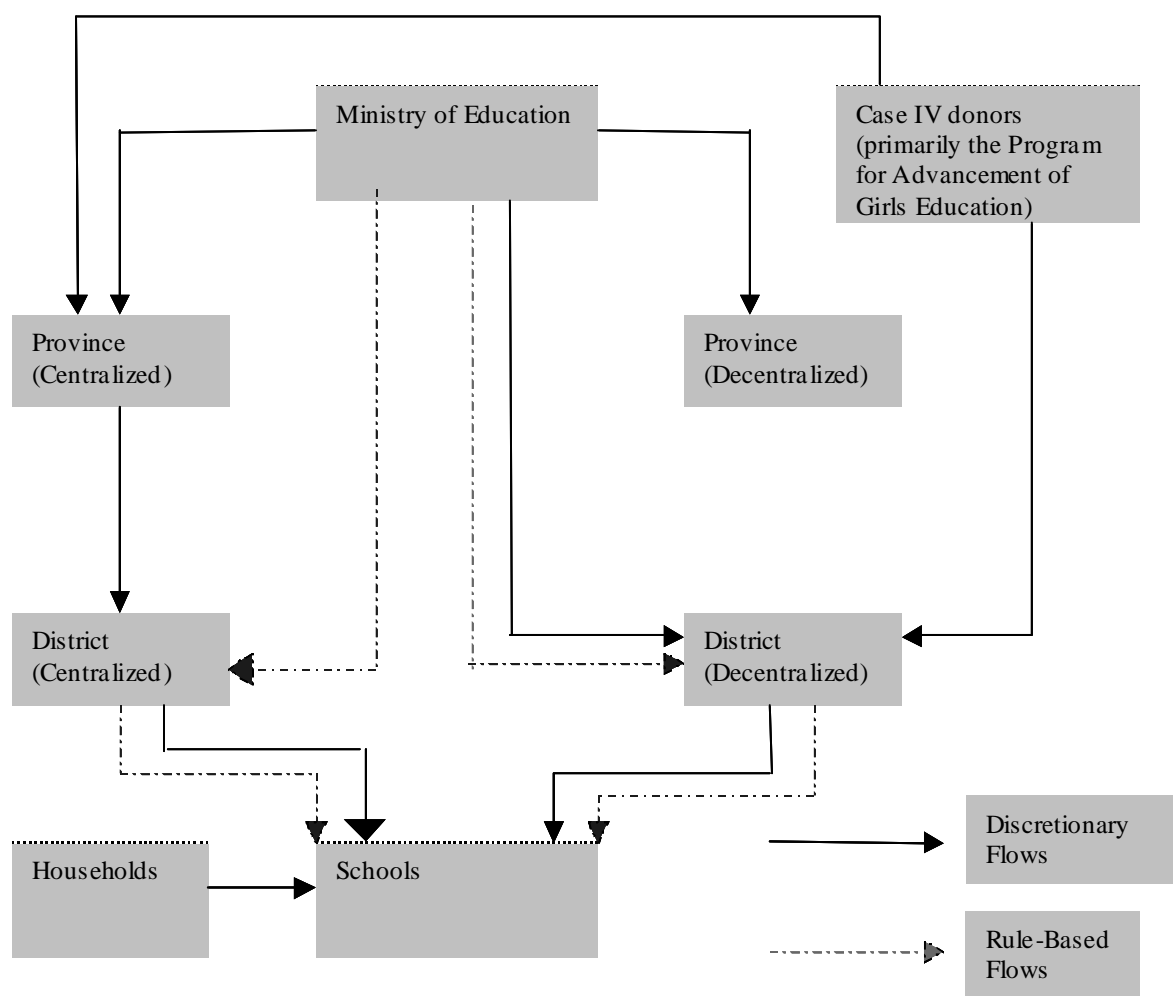 Ministry of Education
Case IV donors
(primarily the Program
for Advancement of
Girls Education)
Province
(Centralized)
Province
(Decentralized)
District
(Centralized)
District
(Decentralized)
Households
Schools
Discretionary
Flows
Rule-Based
Flows